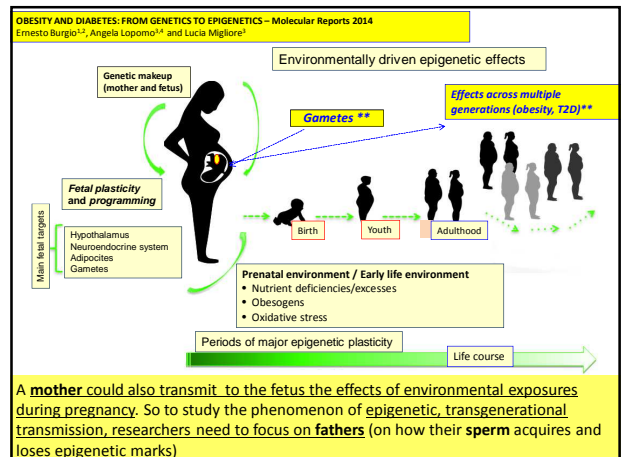 OBESITY AND DIABETES: FROM GENETICS TO EPIGENETICS – Molecular Reports 2014
Ernesto Burgio1,2, Angela Lopomo3,4 and Lucia Migliore3
Environmentally driven epigenetic effects
Genetic makeup
(mother and fetus)
Gametes **
Effects across multiple
generations (obesity, T2D)**
Fetal plasticity
and programming
Main fetal targets
Hypothalamus
Neuroendocrine system
Adipocytes
Gametes
Birth
Youth
Adulthood
Prenatal environment / Early life environment
• Nutrient deficiencies/excesses
• Obesogens
• Oxidative stress
Periods of major epigenetic plasticity
Life course
A mother could also transmit to the fetus the effects of environmental exposures
during pregnancy. So to study the phenomenon of epigenetic, transgenerational
transmission, researchers need to focus on fathers (on how their sperm acquires and
loses epigenetic marks)